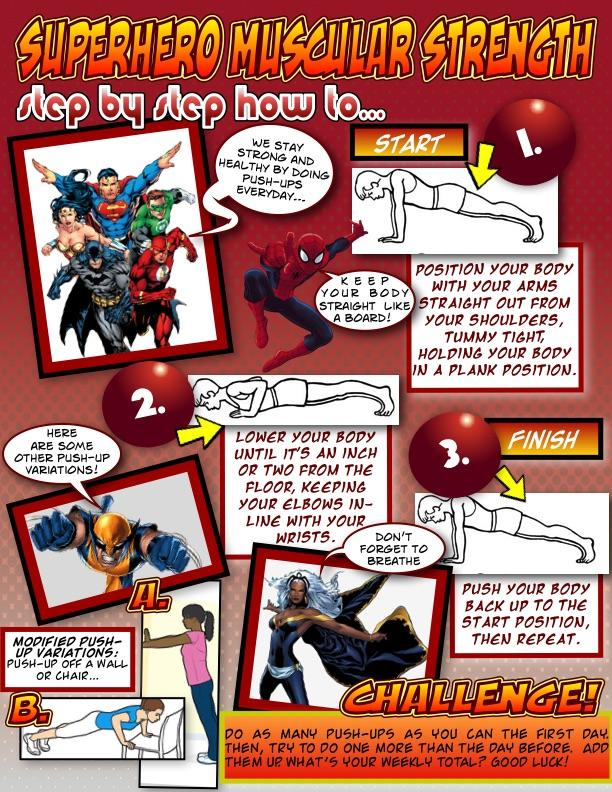 SUPERHERO MUSCULAR STRENGTH
step by step how to...
WE STAY
STRONG AND
HEALTHY BY DOING
PUSH-UPS
EVERYDAY...
START
1.
KEEP
YOUR BODY
STRAIGHT LIKE
A BOARD!
POSITION YOUR BODY
WITH YOUR ARMS
STRAIGHT OUT FROM
YOUR SHOULDERS,
TUMMY TIGHT,
HOLDING YOUR BODY
IN A PLANK POSITION.
2.
LOWER YOUR BODY
UNTIL IT'S AN INCH
OR TWO FROM THE
FLOOR, KEEPING
YOUR ELBOWS IN-
LINE WITH YOUR
WRISTS.
HERE
ARE SOME
OTHER PUSH-UP
VARIATIONS!
3.
FINISH
PUSH YOUR BODY
BACK UP TO THE
START POSITION,
THEN REPEAT.
DON'T
FORGET TO
BREATHE
A.
MODIFIED PUSH-
UP VARIATIONS:
PUSH-UP OFF A WALL
OR CHAIR...
B.
CHALLENGE!
DO AS MANY PUSH-UPS AS YOU CAN THE FIRST DAY.
THEN, TRY TO DO ONE MORE THAN THE DAY BEFORE. ADD
THEM UP WHAT'S YOUR WEEKLY TOTAL? GOOD LUCK!